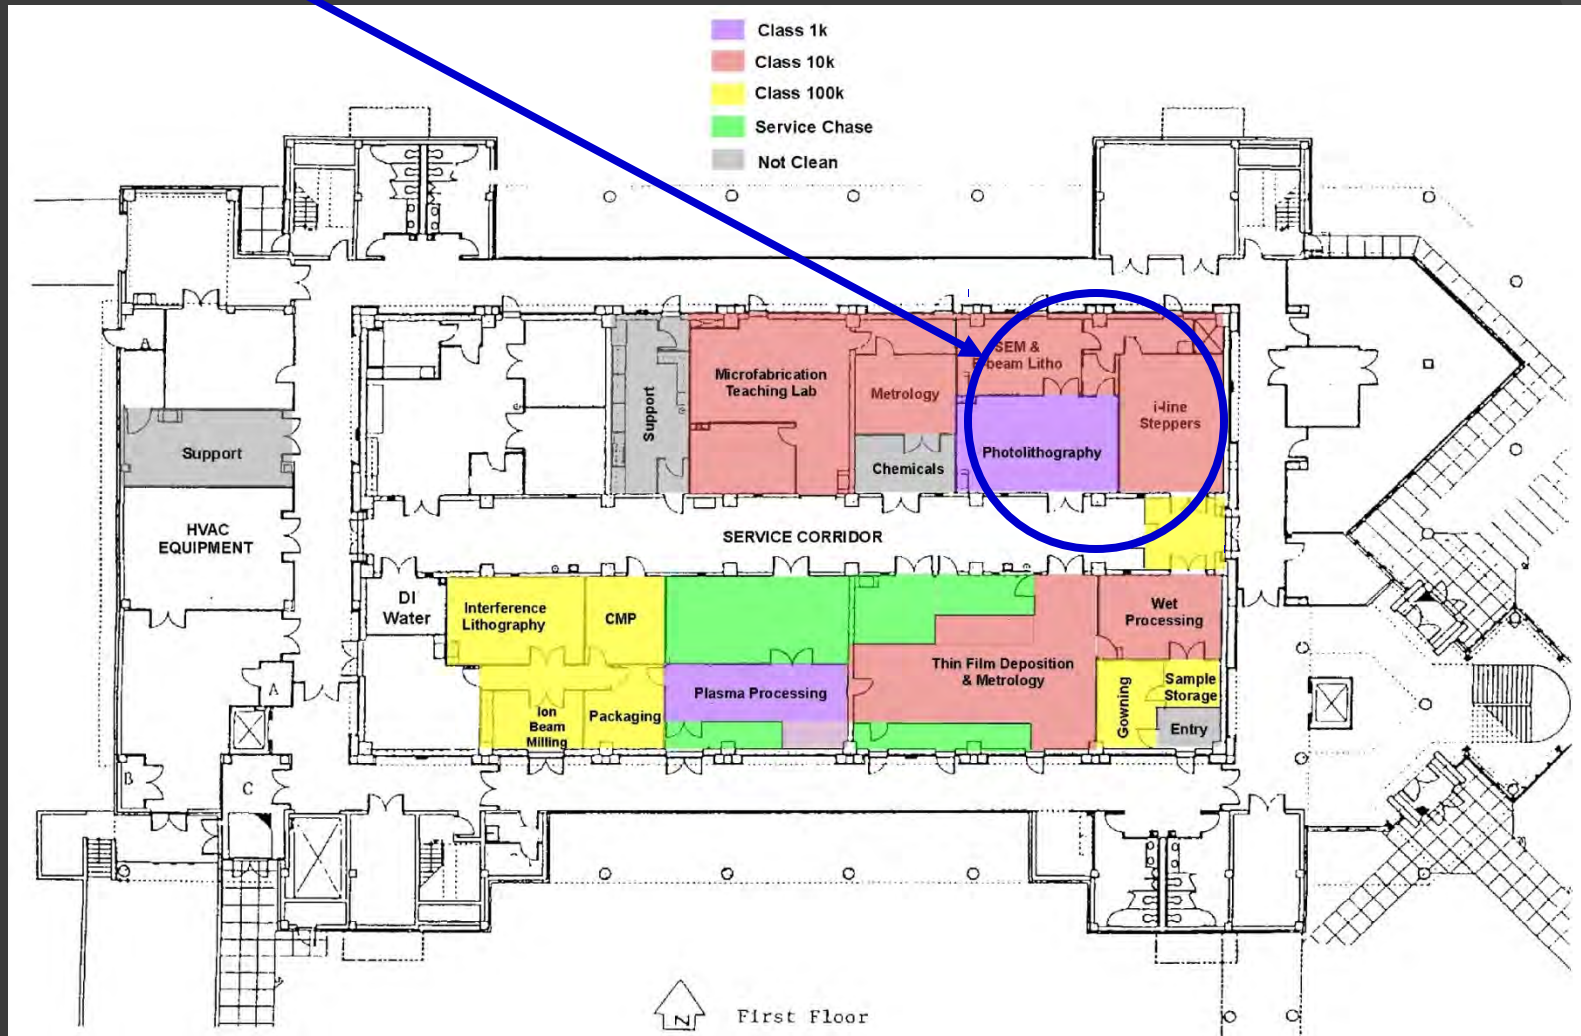 Class 1k
Class 10k
Class 100k
Service Chase
Not Clean
Support
HVAC
EQUIPMENT
Support
Microfabrication
Teaching Lab
Metrology
Chemicals
SEM &
E-beam Litho
Photolithography
i-line
Steppers
SERVICE CORRIDOR
DI
Water
Interference
Lithography
CMP
Ion
Beam
Milling
Packaging
Plasma Processing
Thin Film Deposition
& Metrology
Wet
Processing
Gowning
Sample
Storage
Entry
A
B
C
N
First Floor